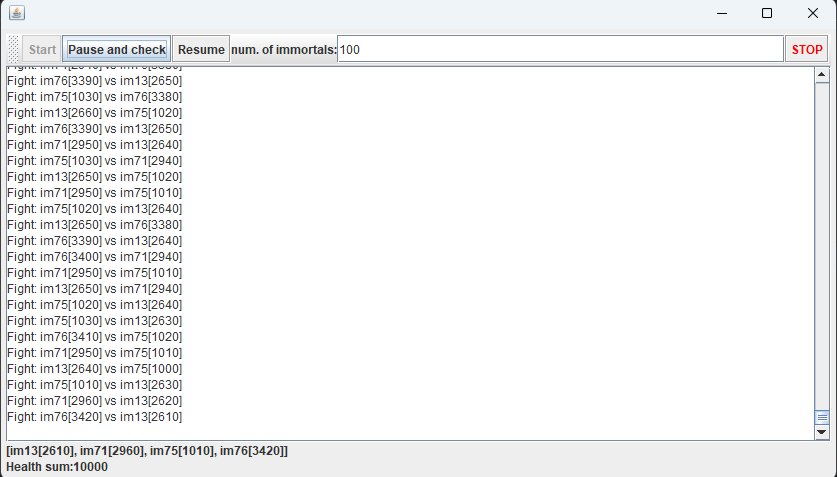 Start Pause and check Resume num. of immortals: 100 STOP
Fight: im76[3390] vs im13[2650]
Fight: im75[1030] vs im76[3380]
Fight: im13[2660] vs im75[1020]
Fight: im76[3390] vs im13[2650]
Fight: im71[2950] vs im13[2640]
Fight: im75[1030] vs im71[2940]
Fight: im13[2650] vs im75[1020]
Fight: im71[2950] vs im75[1010]
Fight: im75[1020] vs im13[2640]
Fight: im13[2650] vs im76[3380]
Fight: im76[3390] vs im13[2640]
Fight: im76[3400] vs im71[2940]
Fight: im71[2950] vs im75[1010]
Fight: im13[2650] vs im71[2940]
Fight: im75[1020] vs im13[2640]
Fight: im75[1030] vs im13[2630]
Fight: im76[3410] vs im75[1020]
Fight: im71[2950] vs im75[1010]
Fight: im13[2640] vs im75[1000]
Fight: im75[1010] vs im13[2630]
Fight: im71[2960] vs im13[2620]
Fight: im76[3420] vs im13[2610]
[im13[2610], im71[2960], im75[1010], im76[3420]]
Health sum:10000